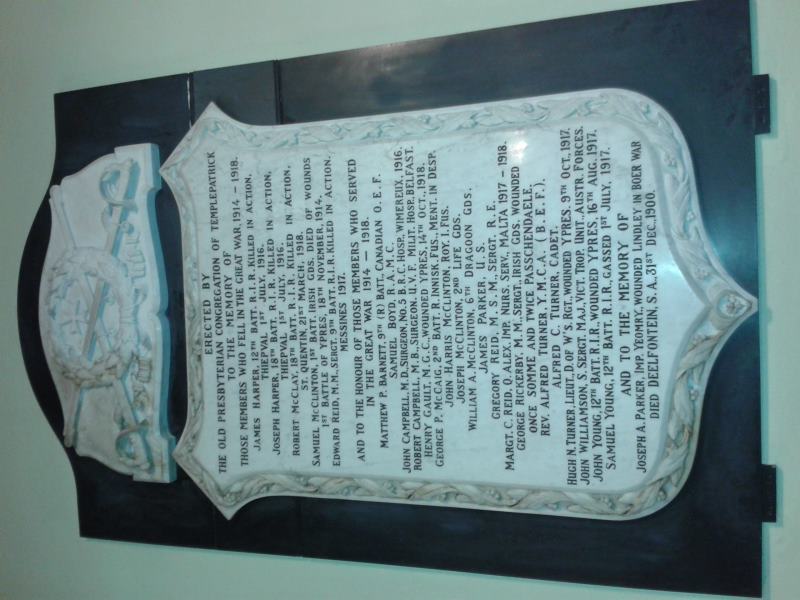 ERECTED BY
THE OLD PRESBYTERIAN CONGREGATION OF TEMPLEPATRICK
TO THE MEMORY OF
THOSE MEMBERS WHO FELL IN THE GREAT WAR, 1914 – 1918.
JAMES HARPER, 12TH BATT. R.I.R. KILLED IN ACTION,
THIEPVAL 1ST JULY, 1916.
JOSEPH HARPER, 18TH BATT. R.I.R. KILLED IN ACTION,
THIEPVAL 1ST JULY, 1916.
ROBERT McCLAY, 18TH BATT. R.I.R. KILLED IN ACTION,
ST. QUENTIN, 21ST MARCH, 1918.
SAMUEL McCLINTON, 1ST BATT. IRISH GDS. DIED OF WOUNDS
1ST BATTLE OF YPRES, 18TH NOVEMBER, 1914.
EDWARD REID, M.M., SERGT. 9TH BATT. R.I.R. KILLED IN ACTION.
MESSINES 1917.
AND TO THE HONOUR OF THOSE MEMBERS WHO SERVED
IN THE GREAT WAR 1914 – 1918.
MATTHEW P. BARNETT, 9TH (R) BATT. CANADIAN O.E.F.
SAMUEL BOYD, R.A.M.C.
JOHN CAMPBELL, M.D. SURGEON, No. 5 B.R.C. HOSP. WIMEREUX, 1916.
ROBERT CAMPBELL, M.B., SURGEON, U.V.F. MILIT. HOSP. BELFAST.
HENRY GAULT, M.G.C., WOUNDED YPRES, 1ST OCT., 1918.
GEORGE P. McCAIG, 2ND BATT. R. INNIS. FUS., MENT. IN DESP.
JOHN HARRIS McCLINTON, ROY. I. FUS.
JOSEPH McCLINTON, 2ND LIFE GDS.
WILLIAM A. McCLINTON, 6TH DRAGOON GDS.
JAMES PARKER, H.S.
GREGORY REID, M.S.M., SERGT. R.E.
MARGT. C. REID, Q. ALEX. IMP. NURS. SERV., MALTA 1917 – 1918.
GEORGE RICKERBY, M.M. SERGT. IRISH GDS. WOUNDED
ONCE SOMME AND TWICE PASSCHENDAELE.
REV. ALFRED TURNER, Y.M.C.A. (B.E.F.).
ALFRED C. TURNER, CADET.
HUGH N. TURNER, LIEUT. D. OF W'S. RGT. WOUNDED YPRES. 9TH OCT. 1917.
JOHN WILLIAMSON, S. SERGT. MAJ. VICT. TROP. UNIT. AUSTR. FORCES.
JOHN YOUNG, 12TH BATT. R.I.R., WOUNDED YPRES. 16TH AUG. 1917.
SAMUEL YOUNG, 12TH BATT. R.I.R., GASSED 1ST JULY, 1917.
AND TO THE MEMORY OF
JOSEPH A. PARKER, IMP. YEOMRY, WOUNDED LINDLEY IN BOER WAR
DIED DEELFONTEIN, S.A., 31ST DEC., 1900.